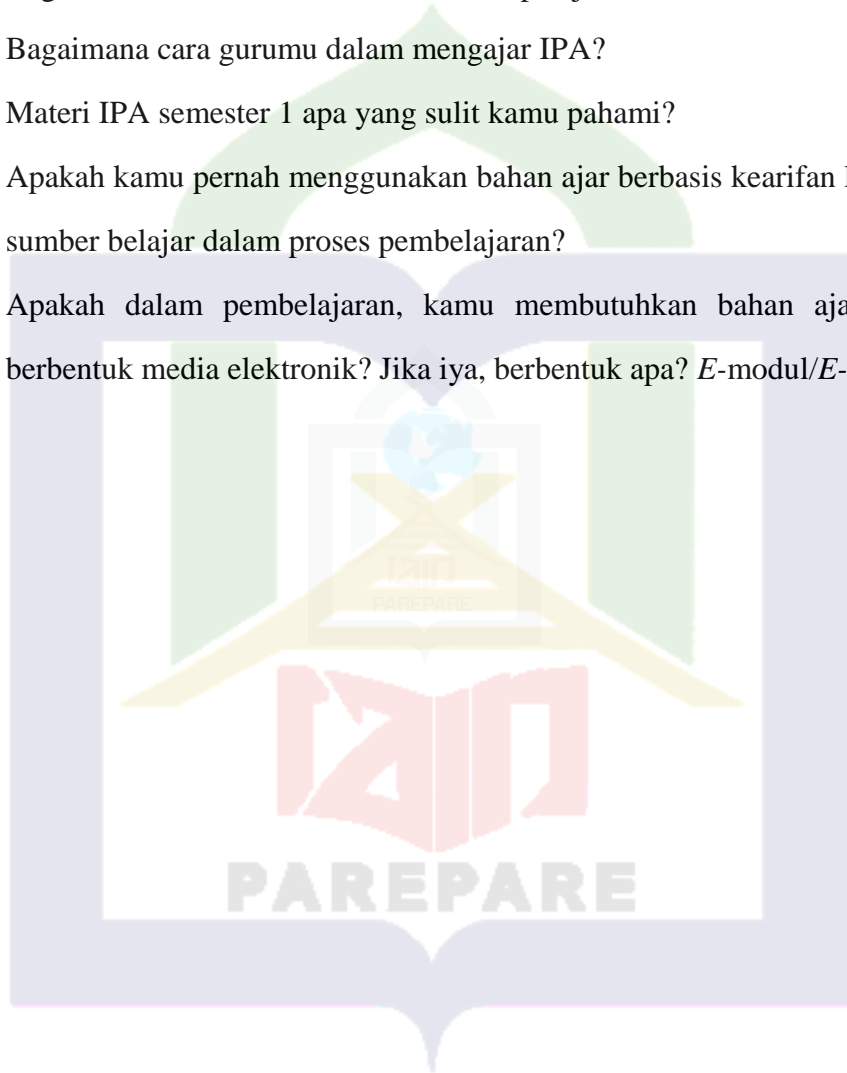 Bagaimana cara gurumu dalam mengajar IPA?
Materi IPA semester 1 apa yang sulit kamu pahami?
Apakah kamu pernah menggunakan bahan ajar berbasis kearifan
sumber belajar dalam proses pembelajaran?
Apakah dalam pembelajaran, kamu membutuhkan bahan
berbentuk media elektronik? Jika iya, berbentuk apa? E-modul/E-
IAIN
PAREPARE
IAIN
PAREPARE